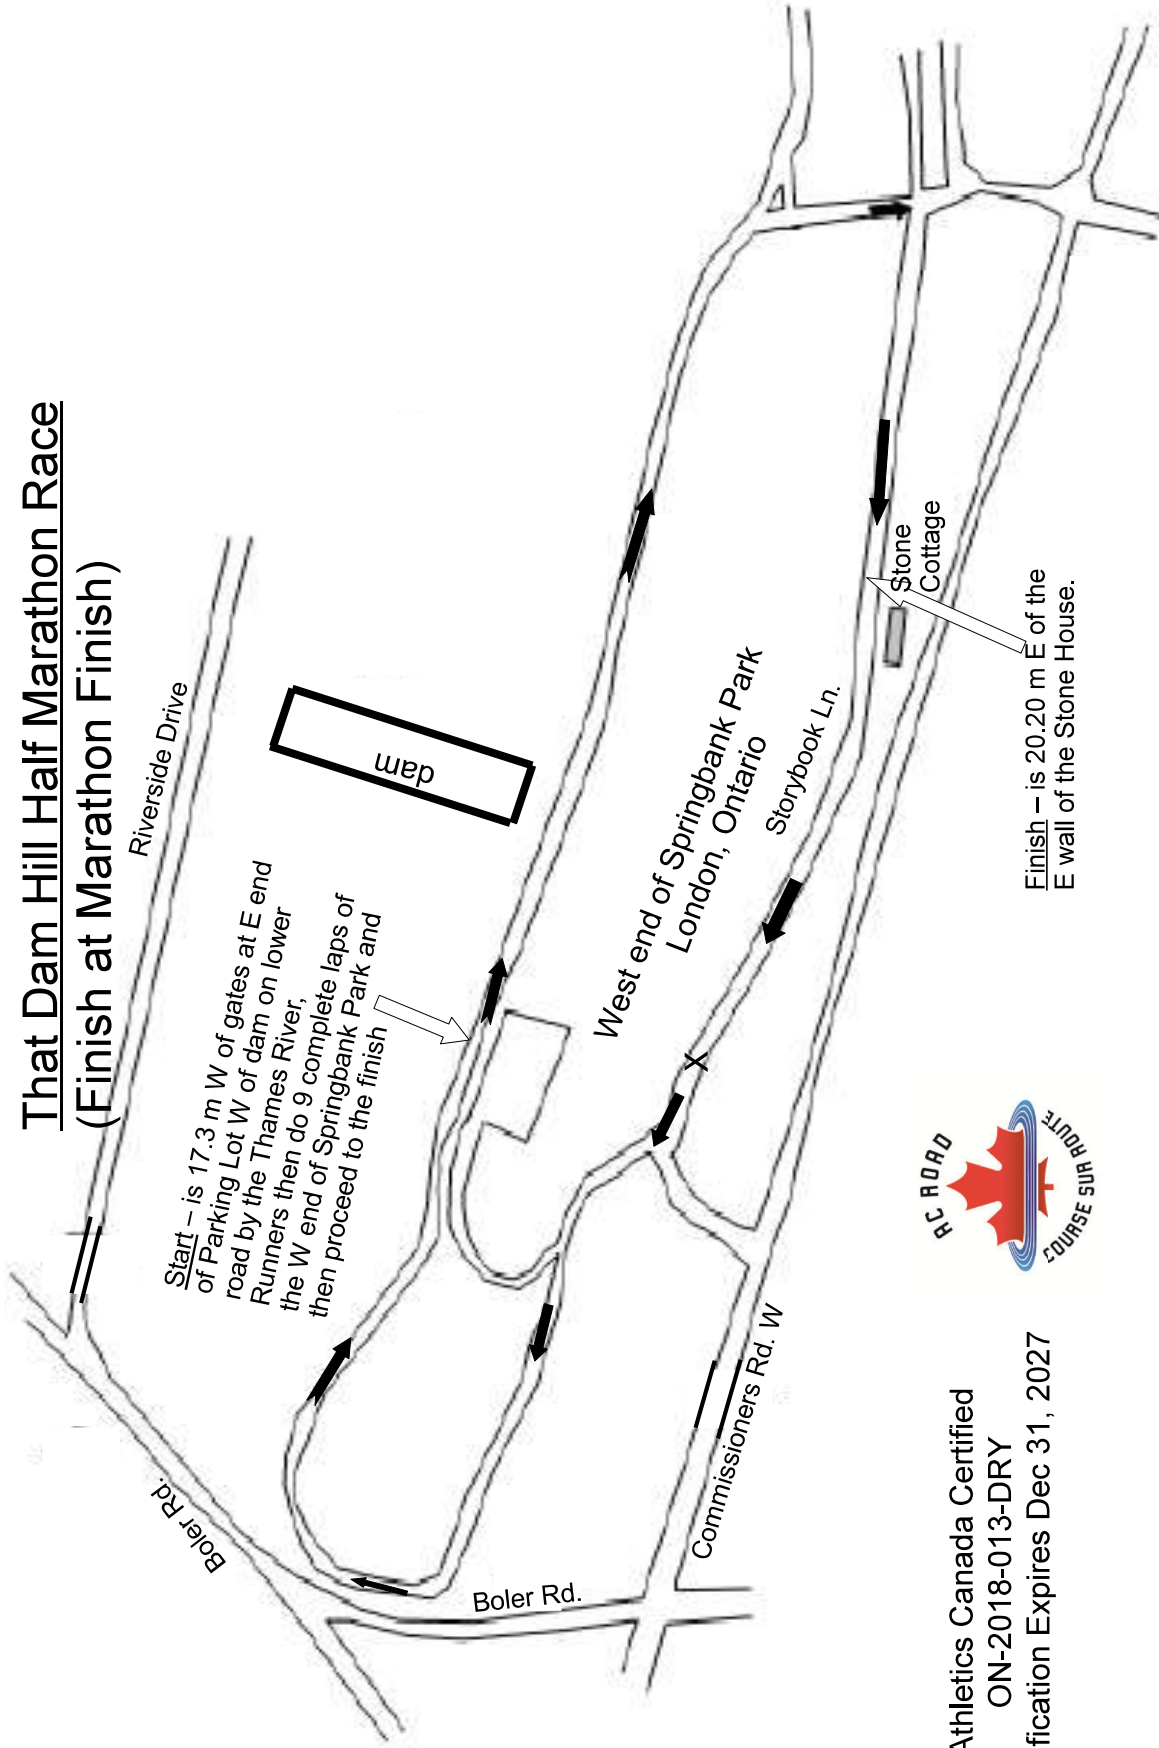 That Dam Hill Half Marathon Race
(Finish at Marathon Finish)
Riverside Drive
dam
Start – is 17.3 m W of gates at E end
of Parking Lot W of dam on lower
road by the Thames River,
Runners then do 9 complete laps of
the W end of Springbank Park and
then proceed to the finish
Boler Rd.
West end of Springbank Park
London, Ontario
Storybook Ln.
X
Stone
Cottage
Boler Rd.
Commissioners Rd. W
Finish – is 20.20 m E of the
E wall of the Stone House.
AC ROAD
COURSE SUR ROUTE
Athletics Canada Certified
ON-2018-013-DRY
fication Expires Dec 31, 2027